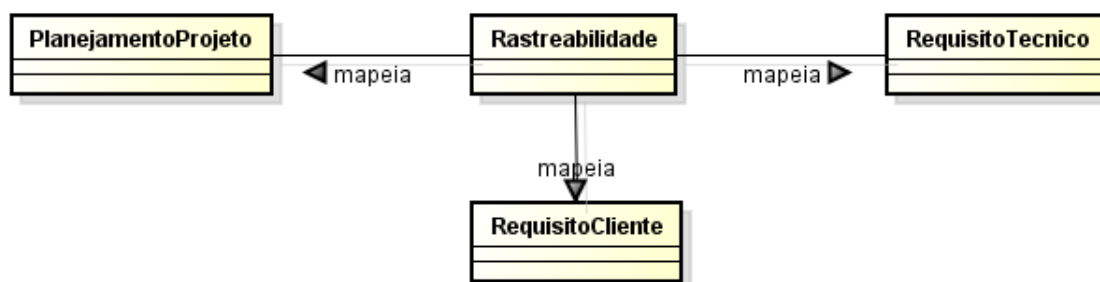 PlanejamentoProjeto
Rastreabilidade
RequisitoTecnico
mapeia
mapeia
mapeia
RequisitoCliente